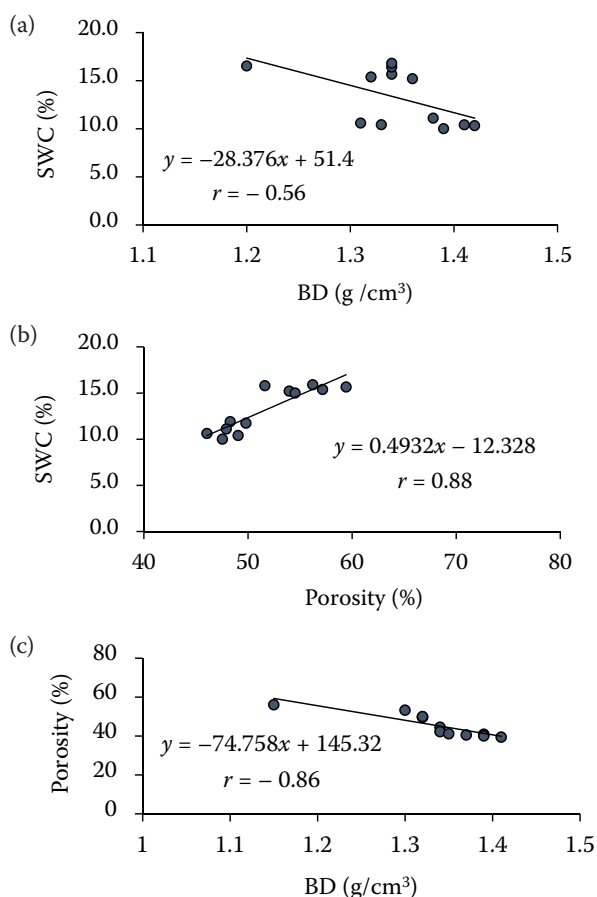 (a)
20.0
15.0
10.0
5.0
0.0
SWC (%)
y = −28.376x + 51.4
r = − 0.56
1.1 1.2 1.3 1.4 1.5
BD (g /cm³)
(b)
20.0
15.0
10.0
5.0
0.0
SWC (%)
y = 0.4932x − 12.328
r = 0.88
40 50 60 70 80
Porosity (%)
(c)
80
60
40
20
0
Porosity (%)
y = −74.758x + 145.32
r = − 0.86
1 1.1 1.2 1.3 1.4 1.5
BD (g/cm³)